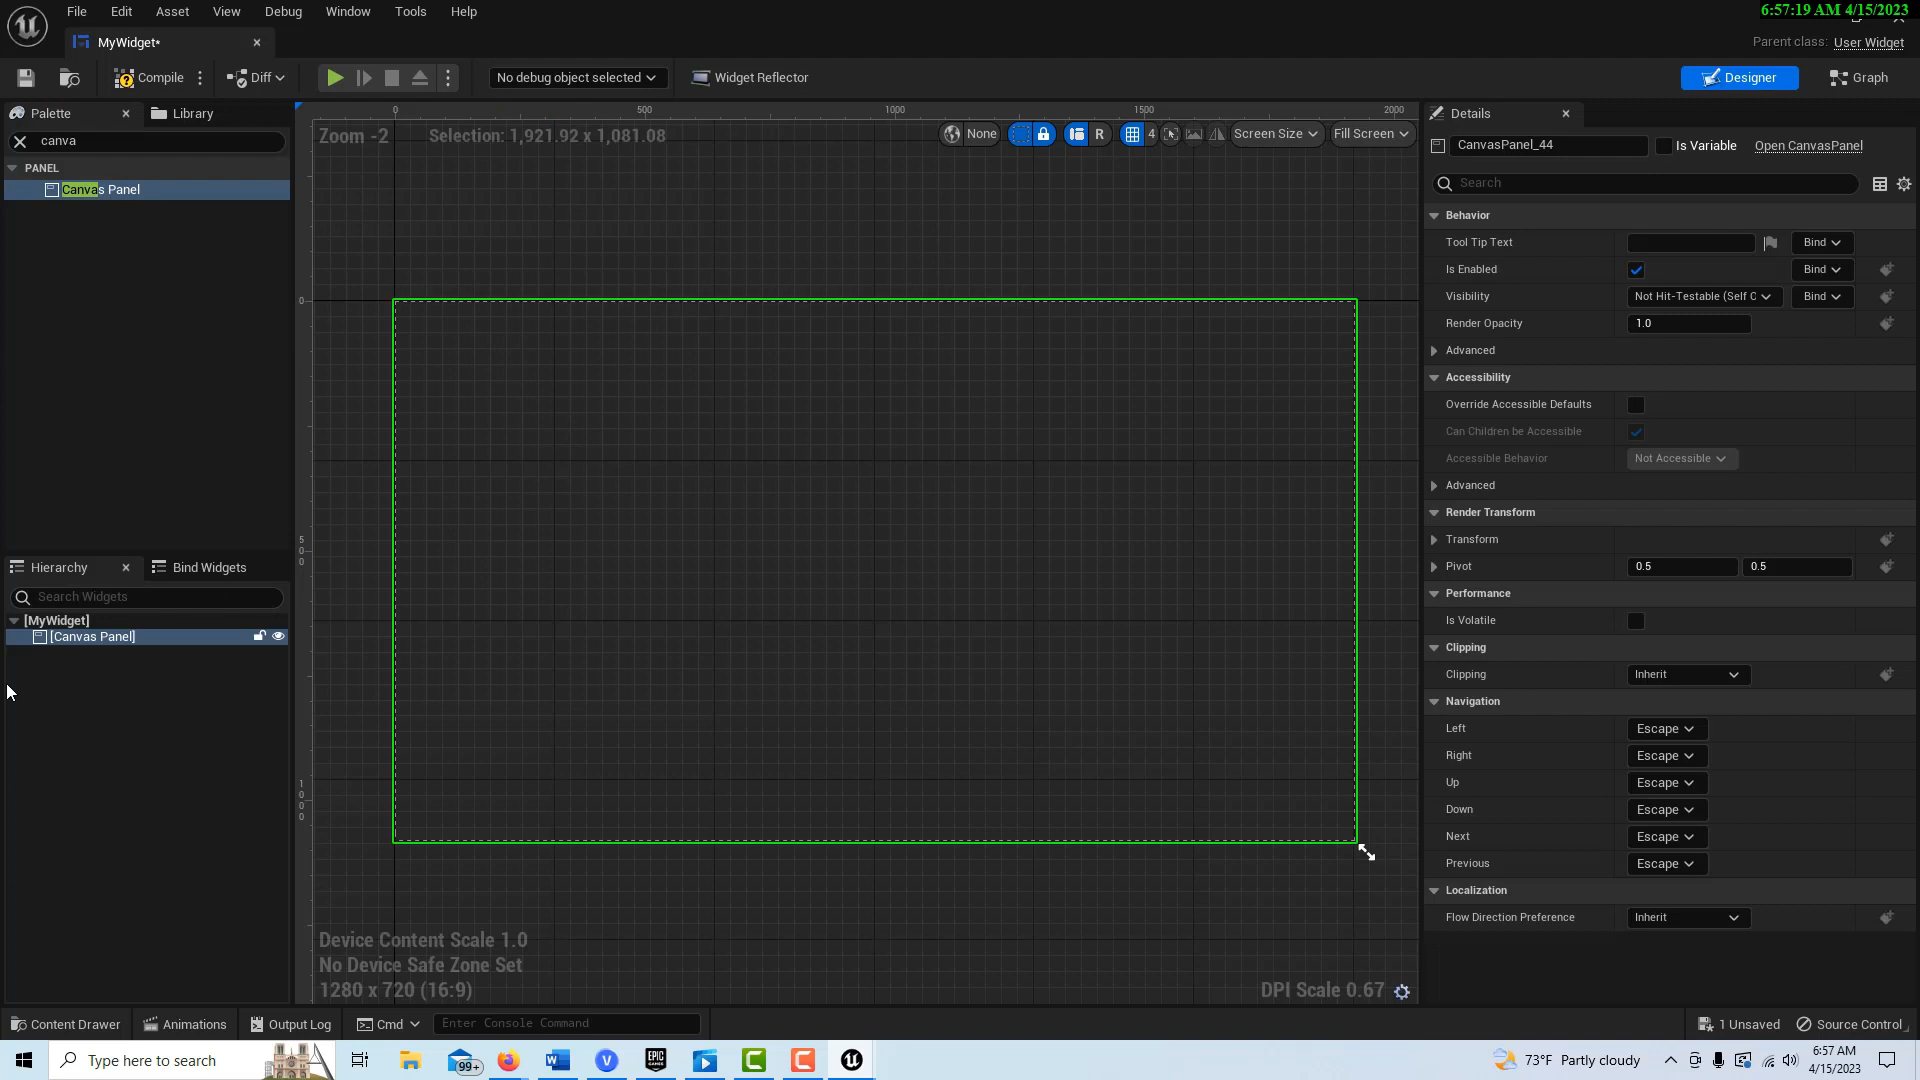 6:57:19 AM 4/15/2023
File Edit Asset View Debug Window Tools Help
MyWidget*
Parent class: User Widget
Compile
Diff
No debug object selected
Widget Reflector
Designer
Graph
Palette
Library
canva
PANEL
Canvas Panel
Hierarchy
Bind Widgets
Search Widgets
[MyWidget]
[Canvas Panel]
0 500 1000 1500 2000
Zoom -2
Selection: 1,921.92 x 1,081.08
None
R
4
Screen Size
Fill Screen
0
500
1000
Device Content Scale 1.0
No Device Safe Zone Set
1280 x 720 (16:9)
DPI Scale 0.67
Details
CanvasPanel_44
Is Variable
Open CanvasPanel
Search
Behavior
Tool Tip Text Bind
Is Enabled Bind
Visibility Not Hit-Testable (Self C Bind
Render Opacity 1.0
Advanced
Accessibility
Override Accessible Defaults
Can Children be Accessible
Accessible Behavior Not Accessible
Advanced
Render Transform
Transform
Pivot 0.5 0.5
Performance
Is Volatile
Clipping
Clipping Inherit
Navigation
Left Escape
Right Escape
Up Escape
Down Escape
Next Escape
Previous Escape
Localization
Flow Direction Preference Inherit
Content Drawer
Animations
Output Log
Cmd
Enter Console Command
1 Unsaved
Source Control
Type here to search
99+
W
V
EPIC GAMES
C
C
73°F Partly cloudy
6:57 AM
4/15/2023